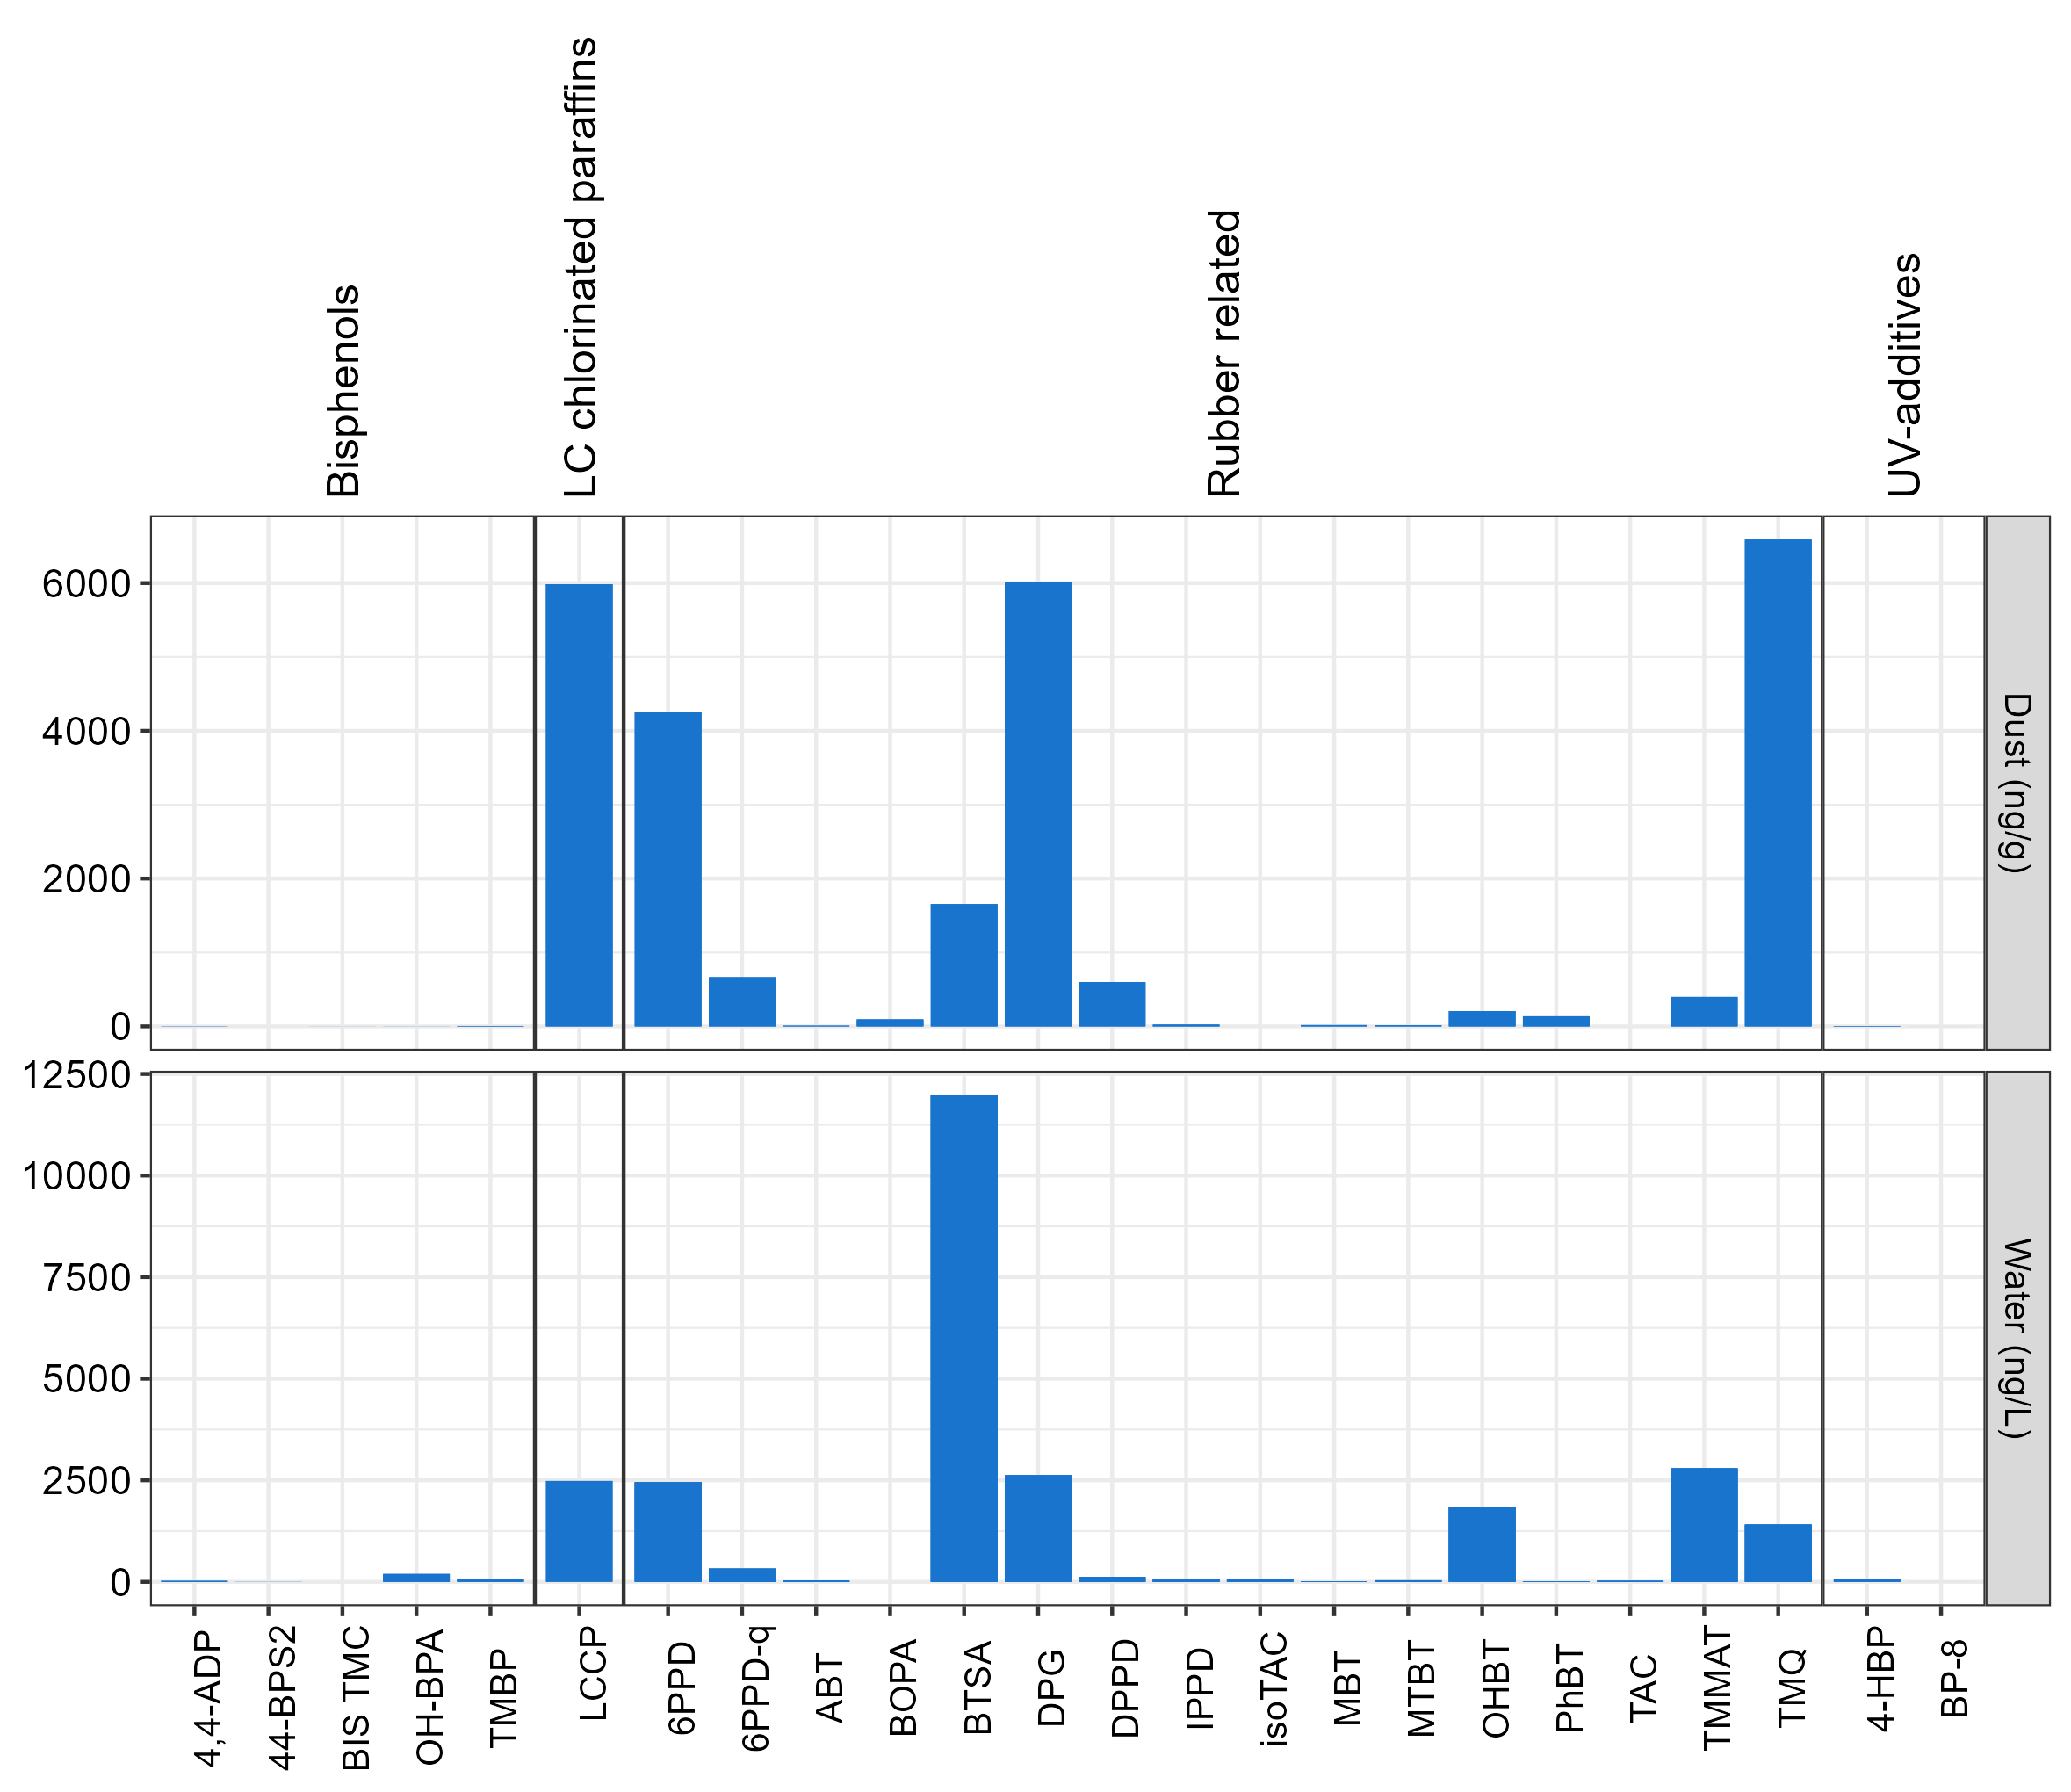 Bisphenols
LC chlorinated paraffins
Rubber related
UV-additives
6000
4000
2000
0
Dust (ng/g)
12500
10000
7500
5000
2500
0
Water (ng/L)
4,4-ADP
44-BPS2
BIS TMC
OH-BPA
TMBP
LCCP
6PPD
6PPD-q
ABT
BOPA
BTSA
DPG
DPPD
IPPD
isoTAC
MBT
MTBT
OHBT
PhBT
TAC
TMMAT
TMQ
4-HBP
BP-8